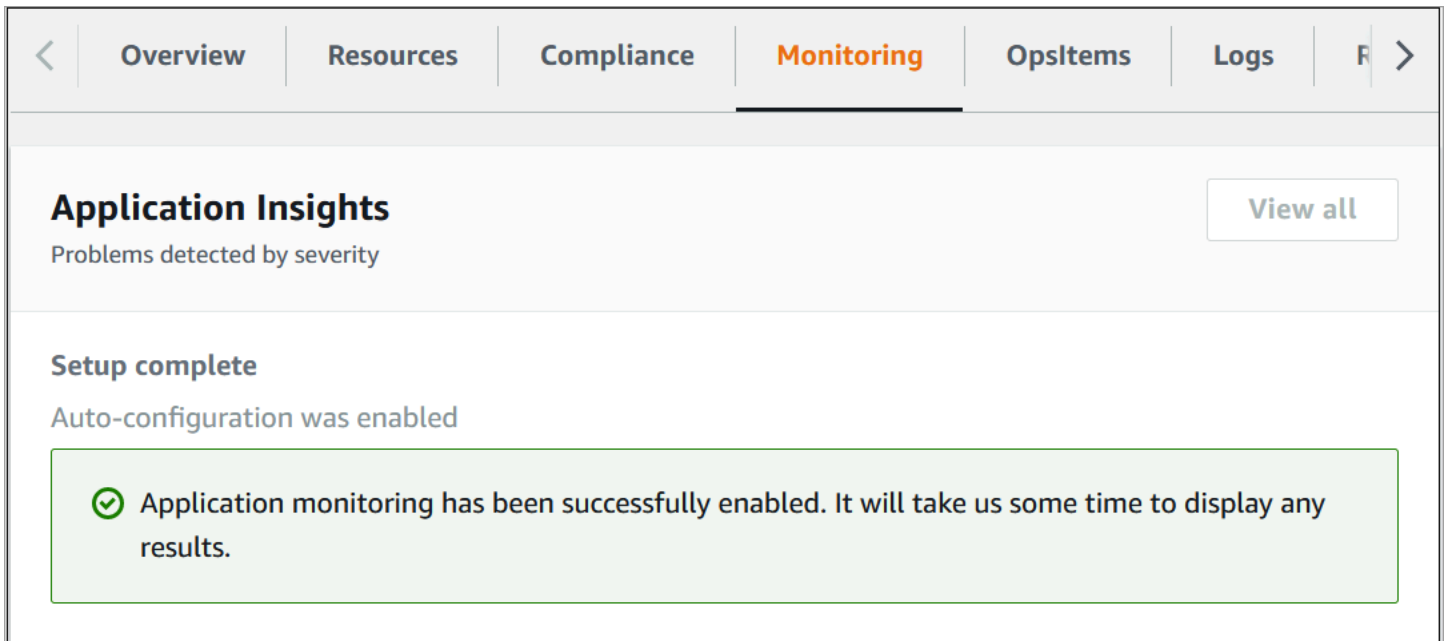 Overview Resources Compliance Monitoring OpsItems Logs
Application Insights
View all
Problems detected by severity
Setup complete
Auto-configuration was enabled
Application monitoring has been successfully enabled. It will take us some time to display any
results.